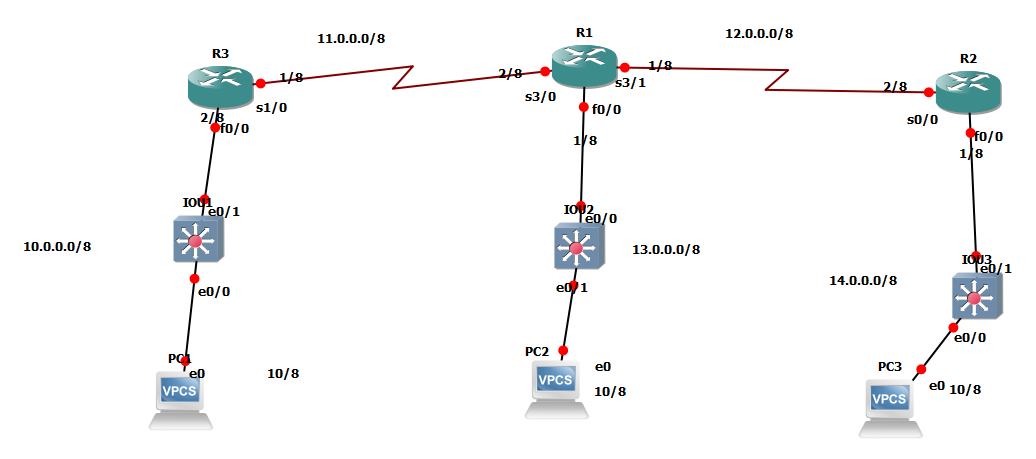 12.0.0.0/8
R1
11.0.0.0/8
R3
R2
1/8
2/8
1/8
s3/1
2/8
s3/0
s1/0
f0/0
2/8
f0/0
s0/0
f0/0
1/8
1/8
IOU1
e0/1
IOU2
e0/0
10.0.0.0/8
13.0.0.0/8
IOU3
e0/1
14.0.0.0/8
e0/0
e0/1
e0/0
PC1
e0
10/8
PC2
e0
10/8
PC3
e0
10/8
VPCS
VPCS
VPCS